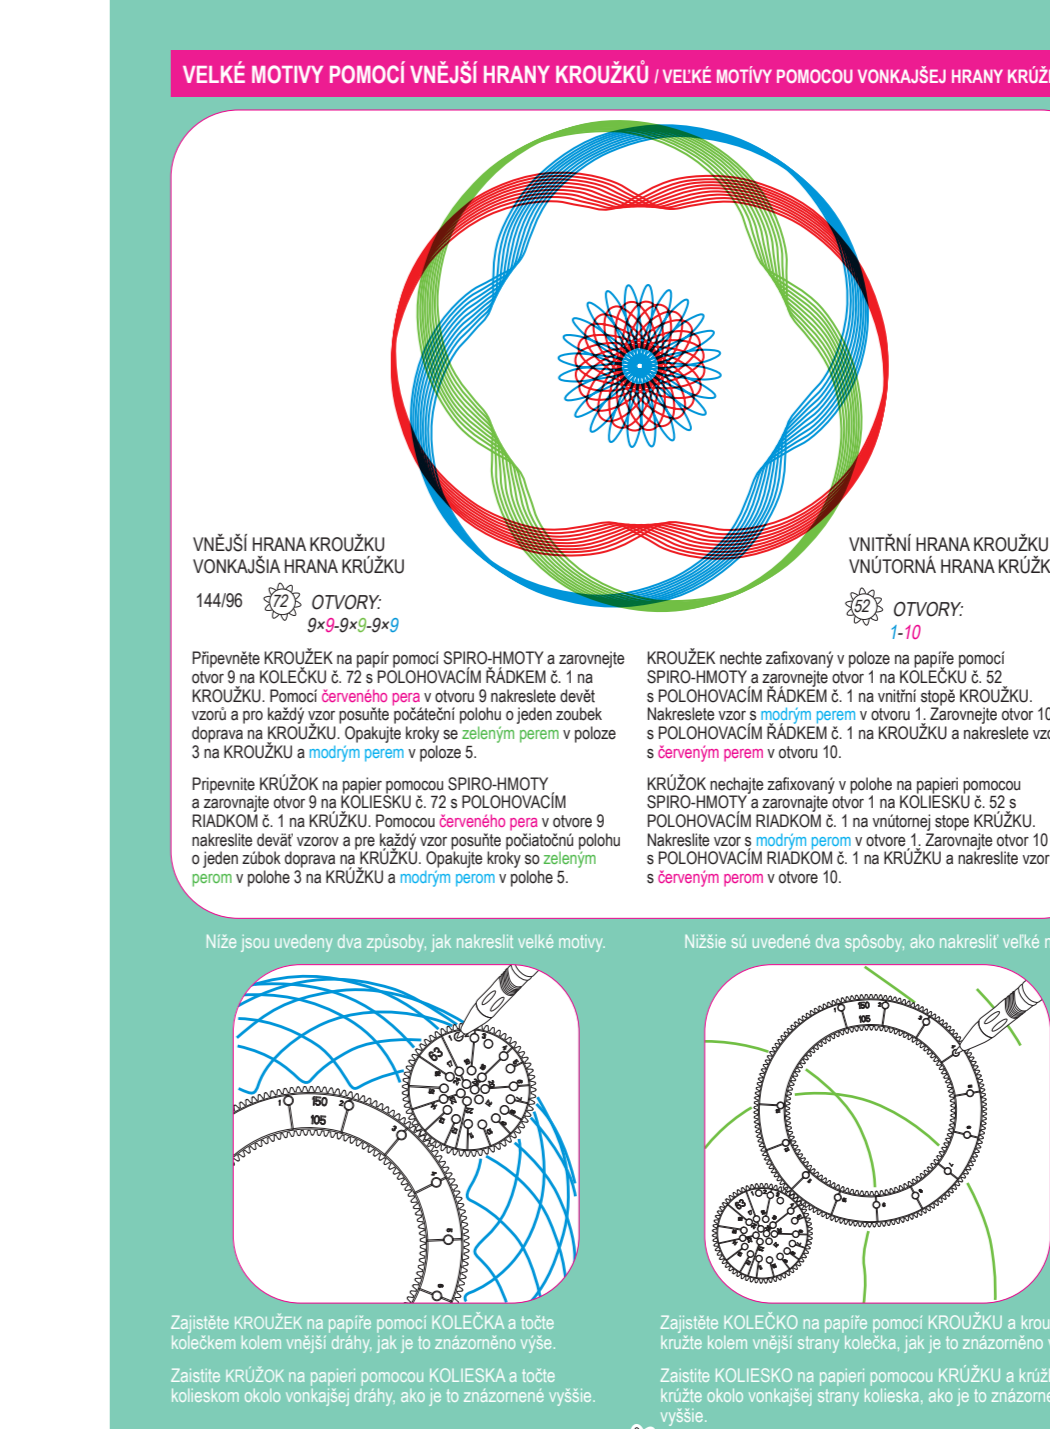 VELKÉ MOTIVY POMOCÍ VNĚJŠÍ HRANY KROUŽKŮ / VEĽKÉ MOTÍVY POMOCOU VONKAJŠEJ HRANY
VNĚJŠÍ HRANA KROUŽKU
VONKAJŠIA HRANA KRÚŽKU
144/96 72 OTVORY:
9×9-9×9-9×9
Připevněte KROUŽEK na papír pomocí SPIRO-HMOTY a zarovnejte
otvor 9 na KOLEČKU č. 72 s POLOHOVACÍM ŘÁDKEM č. 1 na
KROUŽKU. Pomocí červeného pera v otvoru 9 nakreslete devět
vzorů a pro každý vzor posuňte počáteční polohu o jeden zoubek
doprava na KROUŽKU. Opakujte kroky se zeleným perem v poloze
3 na KROUŽKU a modrým perem v poloze 5.
Pripevnite KRÚŽOK na papier pomocou SPIRO-HMOTY
a zarovnajte otvor 9 na KOLIESKU č. 72 s POLOHOVACÍM
RIADKOM č. 1 na KRÚŽKU. Pomocou červeného pera v otvore 9
nakreslite deväť vzorov a pre každý vzor posuňte počiatočnú polohu
o jeden zúbok doprava na KRÚŽKU. Opakujte kroky so zeleným
perom v polohe 3 na KRÚŽKU a modrým perom v polohe 5.
VNITŘNÍ HRANA KROUŽKU
VNÚTORNÁ HRANA
52 OTVORY:
1-10
KROUŽEK nechte zafixovaný v poloze na papíře pomocí
SPIRO-HMOTY a zarovnejte otvor 1 na KOLEČKU č. 52
s POLOHOVACÍM ŘÁDKEM č. 1 na vnitřní stopě KROUŽKU.
Nakreslete vzor s modrým perem v otvoru 1. Zarovnejte otvor 10
s POLOHOVACÍM ŘÁDKEM č. 1 na KROUŽKU a nakreslete
s červeným perem v otvoru 10.
KRÚŽOK nechajte zafixovaný v polohe na papieri pomocou
SPIRO-HMOTY a zarovnajte otvor 1 na KOLIESKU č. 52 s
POLOHOVACÍM RIADKOM č. 1 na vnútornej stope KRÚŽKU.
Nakreslite vzor s modrým perom v otvore 1. Zarovnajte otvor 10
s POLOHOVACÍM RIADKOM č. 1 na KRÚŽKU a nakreslite vzor
s červeným perom v otvore 10.
Níže jsou uvedeny dva způsoby, jak nakreslit velké motivy.
Nižšie sú uvedené dva spôsoby, ako nakresliť veľké
63
150
105
1 2 3
150
105
63
Zajistěte KROUŽEK na papíře pomocí KOLEČKA a točte
kolečkem kolem vnější dráhy, jak je to znázorněno výše.
Zaistite KRÚŽOK na papieri pomocou KOLIESKA a točte
kolieskom okolo vonkajšej dráhy, ako je to znázornené vyššie.
Zajistěte KOLEČKO na papíře pomocí KROUŽKU a
kružte kolem vnější strany kolečka, jak je to znázorněno
Zaistite KOLIESKO na papieri pomocou KRÚŽKU a
krúžte okolo vonkajšej strany kolieska, ako je to
vyššie.